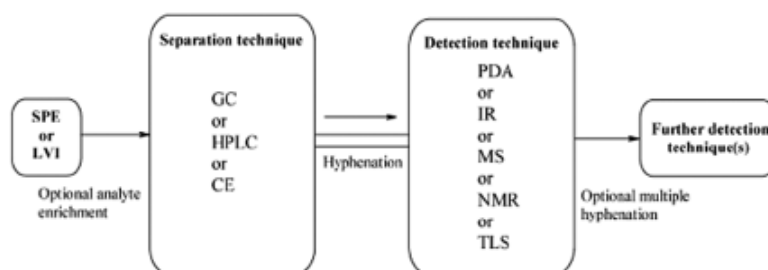 SPE
or
LVI
Optional analyte
enrichment
Separation technique
GC
or
HPLC
or
CE
Hyphenation
Detection technique
PDA
or
IR
or
MS
or
NMR
or
TLS
Optional multiple
hyphenation
Further detection
technique(s)